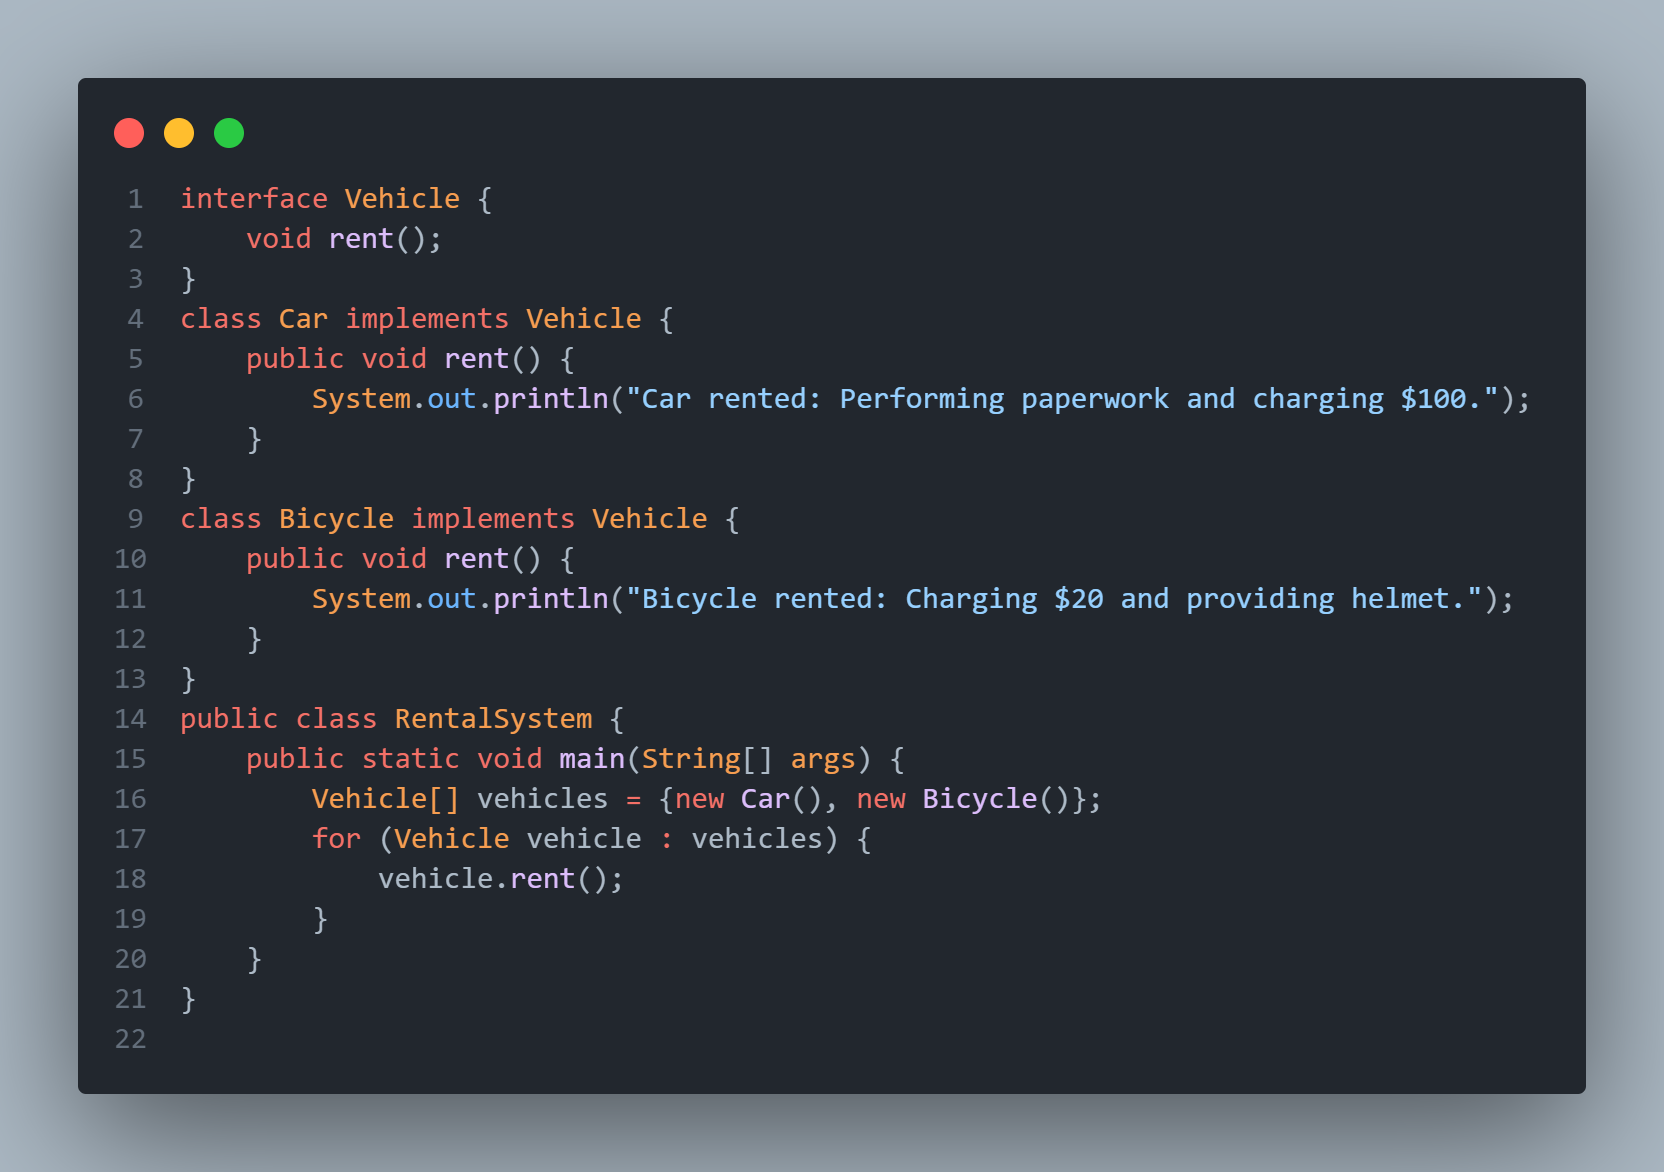 1 interface Vehicle {
2     void rent();
3 }
4 class Car implements Vehicle {
5     public void rent() {
6         System.out.println("Car rented: Performing paperwork and charging $100.");
7     }
8 }
9 class Bicycle implements Vehicle {
10     public void rent() {
11         System.out.println("Bicycle rented: Charging $20 and providing helmet.");
12     }
13 }
14 public class RentalSystem {
15     public static void main(String[] args) {
16         Vehicle[] vehicles = {new Car(), new Bicycle()};
17         for (Vehicle vehicle : vehicles) {
18             vehicle.rent();
19         }
20     }
21 }
22